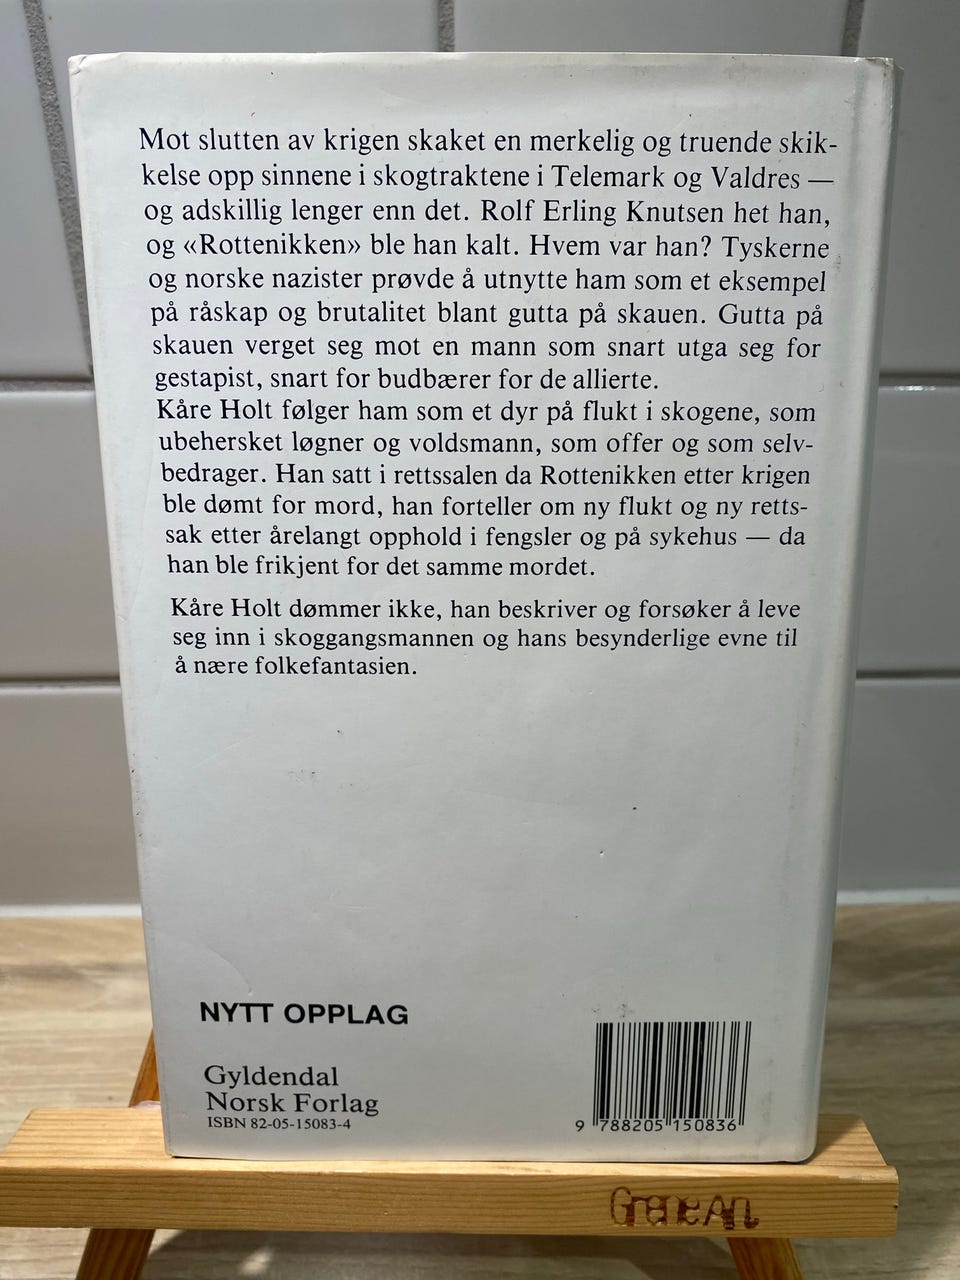 Mot slutten av krigen skaket en merkelig og truende skik-
kelse opp sinnene i skogtraktene i Telemark og Valdres —
og adskillig lenger enn det. Rolf Erling Knutsen het han,
og «Rottenikken» ble han kalt. Hvem var han? Tyskerne
og norske nazister prøvde å utnytte ham som et eksempel
på råskap og brutalitet blant gutta på skauen. Gutta på
skauen verget seg mot en mann som snart utga seg for
gestapist, snart for budbærer for de allierte.
Kåre Holt følger ham som et dyr på flukt i skogene, som
ubehersket løgner og voldsmann, som offer og som selv-
bedrager. Han satt i rettssalen da Rottenikken etter krigen
ble dømt for mord, han forteller om ny flukt og ny retts-
sak etter årelangt opphold i fengsler og på sykehus — da
han ble frikjent for det samme mordet.
Kåre Holt dømmer ikke, han beskriver og forsøker å leve
seg inn i skoggangsmannen og hans besynderlige evne til
å nære folkefantasien.
NYTT OPPLAG
Gyldendal
Norsk Forlag
ISBN 82-05-15083-4
9 788205 150836